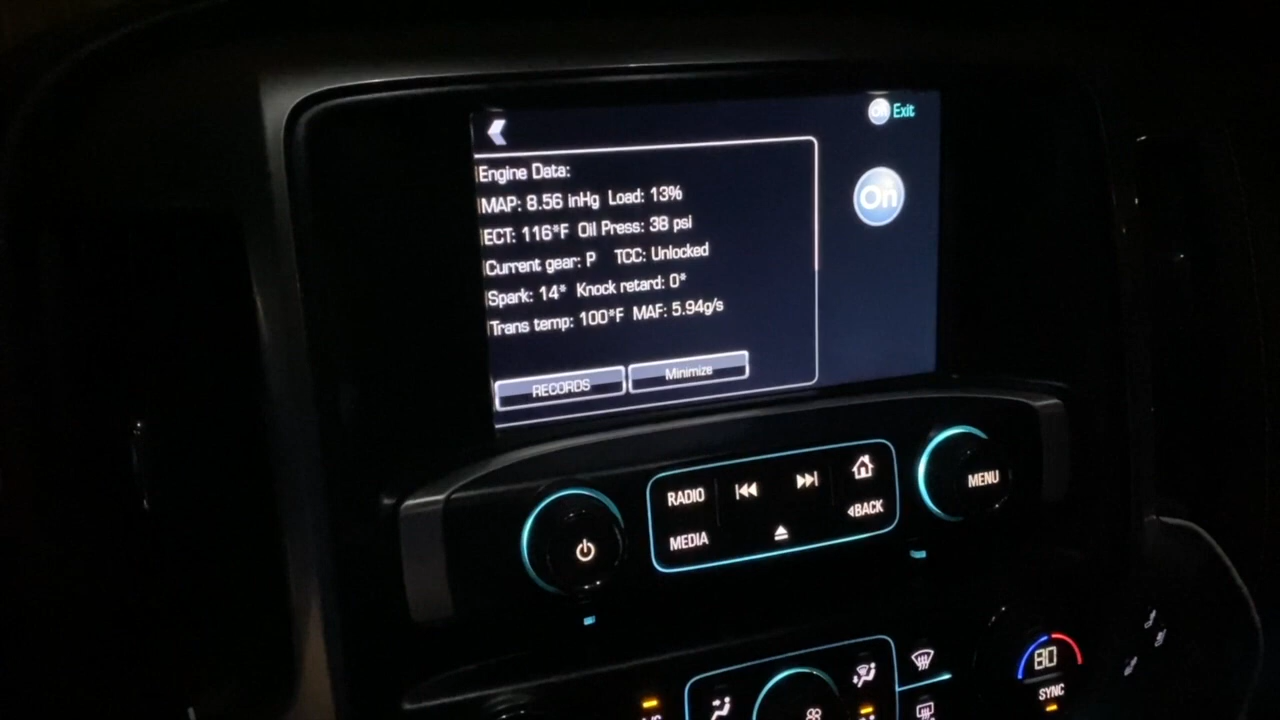 On Exit
Engine Data:
MAP: 8.56 inHg Load: 13%
On
ECT: 116°F Oil Press: 38 psi
Current gear: P TCC: Unlocked
Spark: 14° Knock retard: 0°
Trans temp: 100°F MAF: 5.94g/s
RECORDS Minimize
RADIO
MENU
BACK
MEDIA
80
SYNC